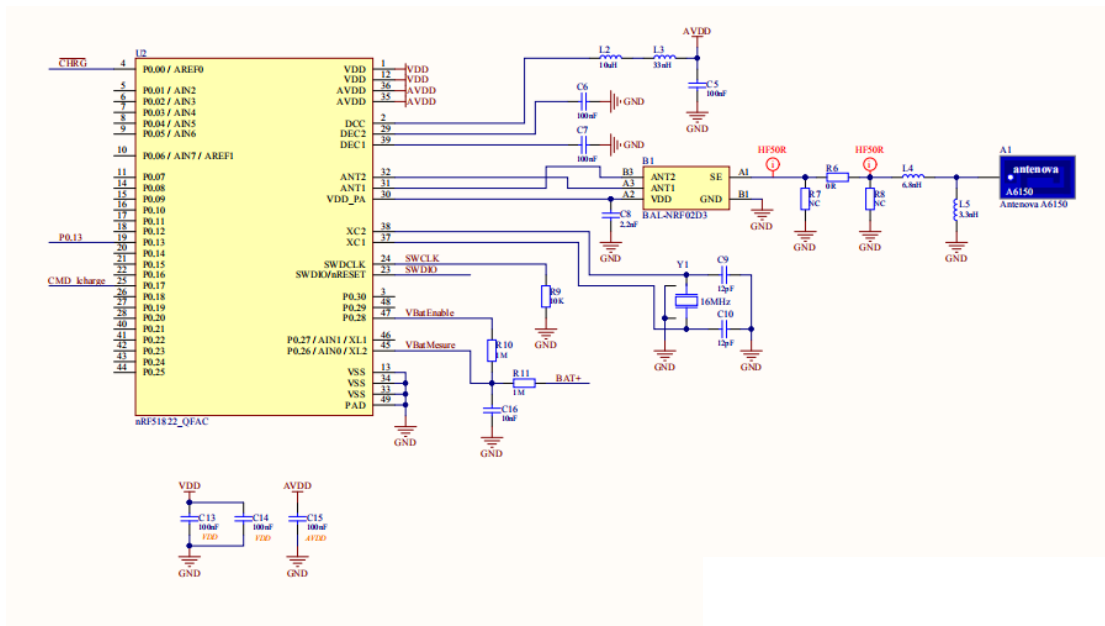 AVDD
U2
L2
L3
CHRG
4
P0.00 / AREF0
VDD
1
VDD
10uH
33nH
VDD
12
VDD
5
P0.01 / AIN2
AVDD
36
AVDD
C5
6
P0.02 / AIN3
AVDD
35
AVDD
C6
100nF
7
P0.03 / AIN4
GND
8
P0.04 / AIN5
DCC
2
100nF
9
P0.05 / AIN6
DEC2
29
GND
DEC1
39
C7
GND
10
P0.06 / AIN7 / AREF1
100nF
B1
HF50R
HF50R
A1
11
P0.07
ANT2
32
B3
ANT2
SE
A1
R6
L4
antenova
14
P0.08
ANT1
31
A3
ANT1
0R
6.8nH
A6150
15
P0.09
VDD_PA
30
A2
VDD
GND
B1
R7
NC
R8
NC
Antenova A6150
16
P0.10
C8
BAL-NRF02D3
L5
17
P0.11
2.2nF
GND
3.3nH
18
P0.12
XC2
38
GND
GND
GND
P0.13
19
P0.13
XC1
37
GND
20
P0.14
21
P0.15
SWDCLK
24
SWCLK
Y1
C9
22
P0.16
SWDIO/nRESET
23
SWDIO
12pF
CMD_Icharge
25
P0.17
R9
16MHz
26
P0.18
P0.30
3
10K
27
P0.19
P0.29
48
C10
28
P0.20
P0.28
47
VBatEnable
GND
12pF
40
P0.21
41
P0.22
P0.27 / AIN1 / XL1
46
R10
GND
GND
42
P0.23
P0.26 / AIN0 / XL2
45
VBatMesure
1M
43
P0.24
44
P0.25
VSS
13
R11
BAT+
VSS
34
1M
VSS
33
PAD
49
C16
10nF
nRF51822_QFAC
GND
GND
VDD
AVDD
C13
C14
C15
100nF
100nF
100nF
VDD
VDD
AVDD
GND
GND